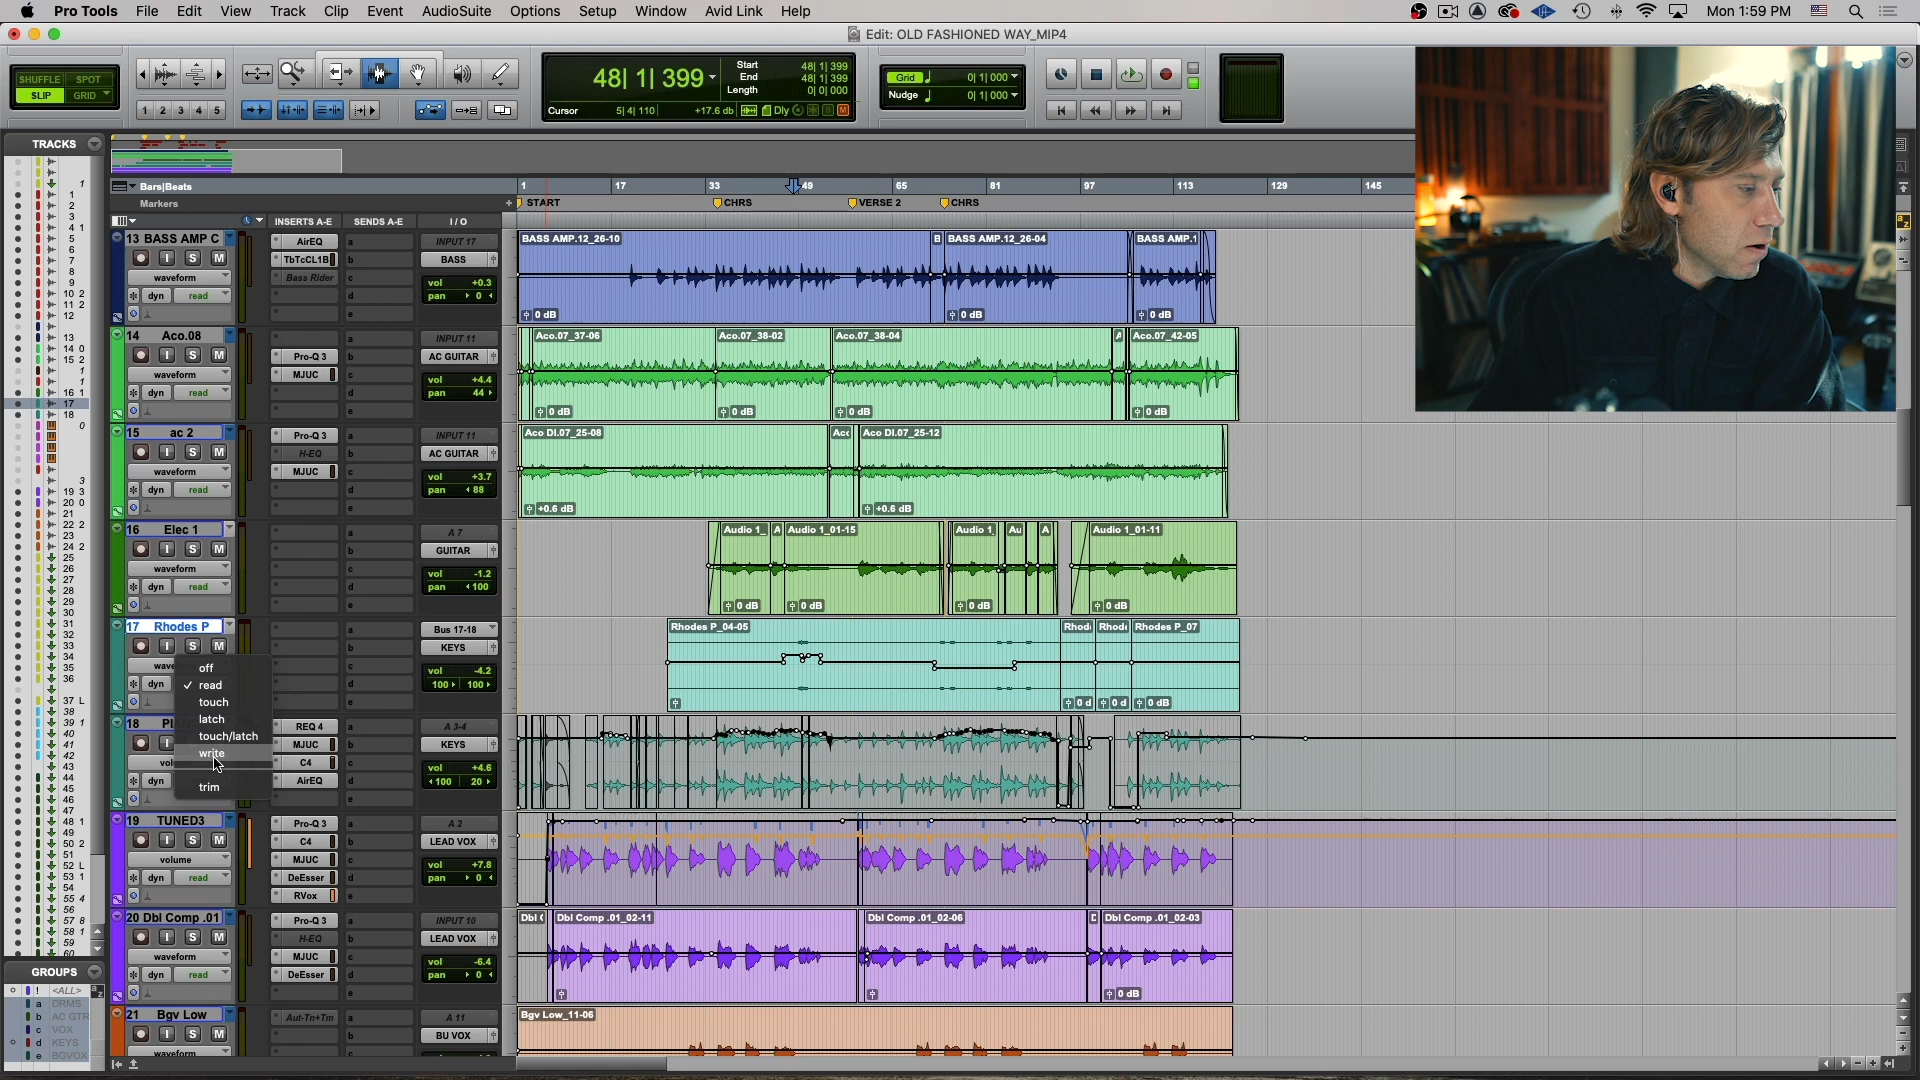 Pro Tools File Edit View Track Clip Event AudioSuite Options Setup Window Avid Link Help Mon 1:59 PM
Edit: OLD FASHIONED WAY_MIP4
SHUFFLE SPOT
SLIP GRID
1 2 3 4 5
48| 1| 399
Start 48| 1| 399
End 48| 1| 399
Length 0| 0| 000
Cursor 5| 4| 110 +17.6 db Dly
Grid 0| 1| 000
Nudge 0| 1| 000
TRACKS
Bars|Beats 1 17 33 49 65 81 97 113 129 145
Markers START CHRS VERSE 2 CHRS
INSERTS A-E SENDS A-E I / O
13 BASS AMP C
I S M
waveform
dyn read
AirEQ
TbTcCL1B
Bass Rider
INPUT 17
BASS
vol +0.3
pan 0
BASS AMP.12_26-10 B BASS AMP.12_26-04 BASS AMP.1
0 dB 0 dB 0 dB
14 Aco.08
I S M
waveform
dyn read
Pro-Q 3
MJUC
INPUT 11
AC GUITAR
vol +4.4
pan 44
Aco.07_37-06 Aco.07_38-02 Aco.07_38-04 A Aco.07_42-05
0 dB 0 dB 0 dB 0 dB
15 ac 2
I S M
waveform
dyn read
Pro-Q 3
H-EQ
MJUC
INPUT 11
AC GUITAR
vol +3.7
pan 88
Aco DI.07_25-08 Aco Aco DI.07_25-12
+0.6 dB +0.6 dB
16 Elec 1
I S M
waveform
dyn read
A 7
GUITAR
vol -1.2
pan 100
Audio 1_ A Audio 1_01-15 Audio 1_ Au A Audio 1_01-11
0 dB 0 dB 0 dB 0 dB
17 Rhodes P
I S M
wave
dyn
off
read
touch
latch
touch/latch
write
trim
Bus 17-18
KEYS
vol -4.2
100 100
Rhodes P_04-05 Rhod Rhod Rhodes P_07
0 d 0 d 0 dB
18 PI
dyn
REQ 4
MJUC
C4
AirEQ
A 3-4
KEYS
vol +4.6
100 20
19 TUNED3
I S M
volume
dyn read
Pro-Q 3
C4
MJUC
DeEsser
RVox
A 2
LEAD VOX
vol +7.8
pan 0
20 Dbl Comp .01
I S M
waveform
dyn read
Pro-Q 3
H-EQ
MJUC
DeEsser
INPUT 10
LEAD VOX
vol -6.4
pan 0
Dbl Dbl Comp .01_02-11 Dbl Comp .01_02-06 Dbl Comp .01_02-03
0 dB
21 Bgv Low
I S M
waveform
Aut-Tn+Tm
A 11
BU VOX
Bgv Low_11-06
GROUPS
! <ALL>
a DRMS
b AC GTR
c VOX
d KEYS
e BGVOX